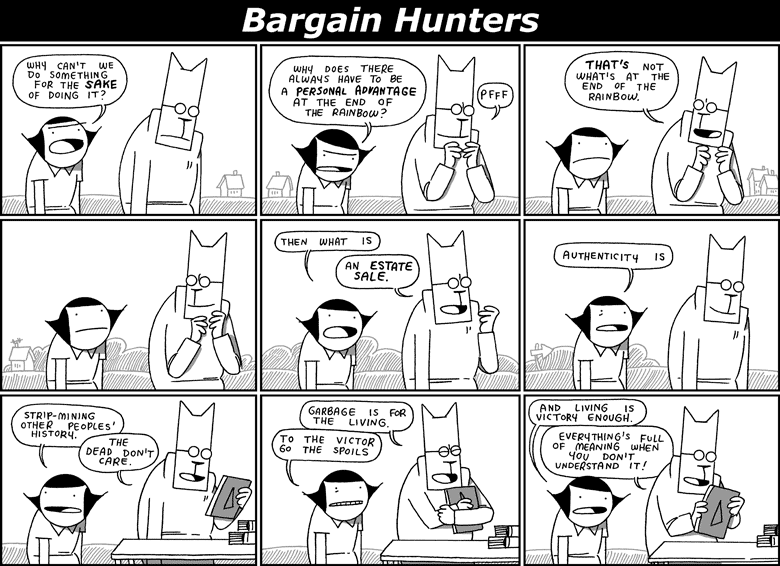 Bargain Hunters
WHY CAN'T WE
DO SOMETHING
FOR THE SAKE
OF DOING IT?
WHY DOES THERE
ALWAYS HAVE TO BE
A PERSONAL ADVANTAGE
AT THE END OF
THE RAINBOW?
PFFF
THAT'S NOT
WHAT'S AT THE
END OF THE
RAINBOW.
THEN WHAT IS
AN ESTATE
SALE.
AUTHENTICITY IS
STRIP-MINING
OTHER PEOPLES'
HISTORY.
THE
DEAD DON'T
CARE.
GARBAGE IS FOR
THE LIVING.
TO THE VICTOR
GO THE SPOILS
AND LIVING IS
VICTORY ENOUGH.
EVERYTHING'S FULL
OF MEANING WHEN
YOU DON'T
UNDERSTAND IT!